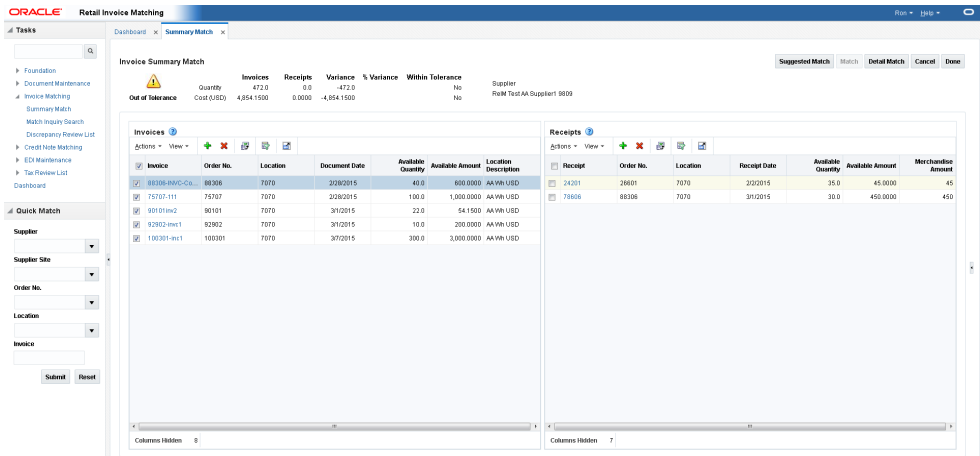 ORACLE Retail Invoice Matching Ron Help
Tasks
Dashboard x Summary Match x
Foundation
Document Maintenance
Invoice Matching
Summary Match
Match Inquiry Search
Discrepancy Review List
Credit Note Matching
EDI Maintenance
Tax Review List
Dashboard
Quick Match
Supplier
Supplier Site
Order No.
Location
Invoice
Submit Reset
Invoice Summary Match Suggested Match Match Detail Match Cancel Done
Invoices Receipts Variance % Variance Within Tolerance
Quantity 472.0 0.0 -472.0 No
Out of Tolerance Cost (USD) 4,854.1500 0.0000 -4,854.1500 No
Supplier
ReIM Test AA Supplier1 9809
Invoices
Actions View
Invoice Order No. Location Document Date Available Quantity Available Amount Location Description
88306-INVC-Co... 88306 7070 2/28/2015 40.0 600.0000 AA Wh USD
75707-111 75707 7070 2/28/2015 100.0 1,000.0000 AA Wh USD
90101inv2 90101 7070 3/1/2015 22.0 54.1500 AA Wh USD
92902-invc1 92902 7070 3/1/2015 10.0 200.0000 AA Wh USD
100301-inc1 100301 7070 3/7/2015 300.0 3,000.0000 AA Wh USD
Columns Hidden 8
Receipts
Actions View
Receipt Order No. Location Receipt Date Available Quantity Available Amount Merchandise Amount
24201 26601 7070 2/2/2015 35.0 45.0000 45
78606 88306 7070 3/1/2015 30.0 450.0000 450
Columns Hidden 7